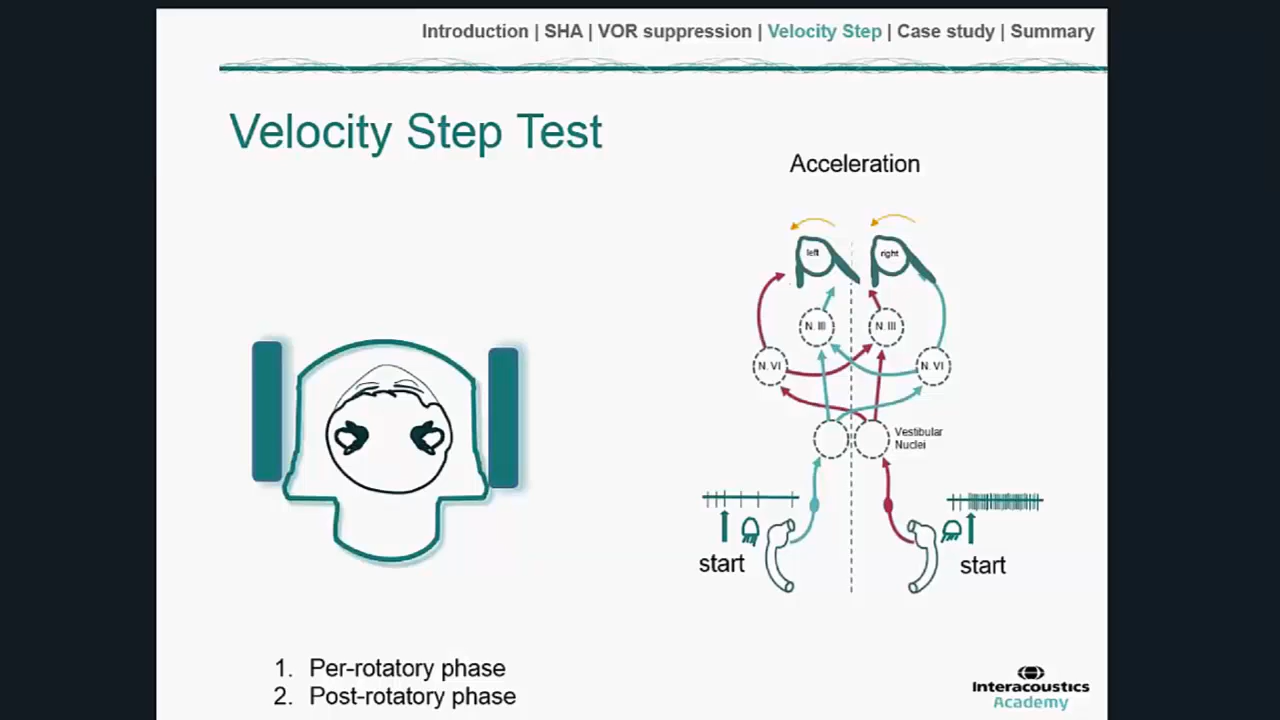 Introduction | SHA | VOR suppression | Velocity Step | Case study | Summary
Velocity Step Test
Acceleration
left
right
N. III
N. III
N. VI
N. VI
Vestibular
Nuclei
start
start
1. Per-rotatory phase
2. Post-rotatory phase
Interacoustics
Academy